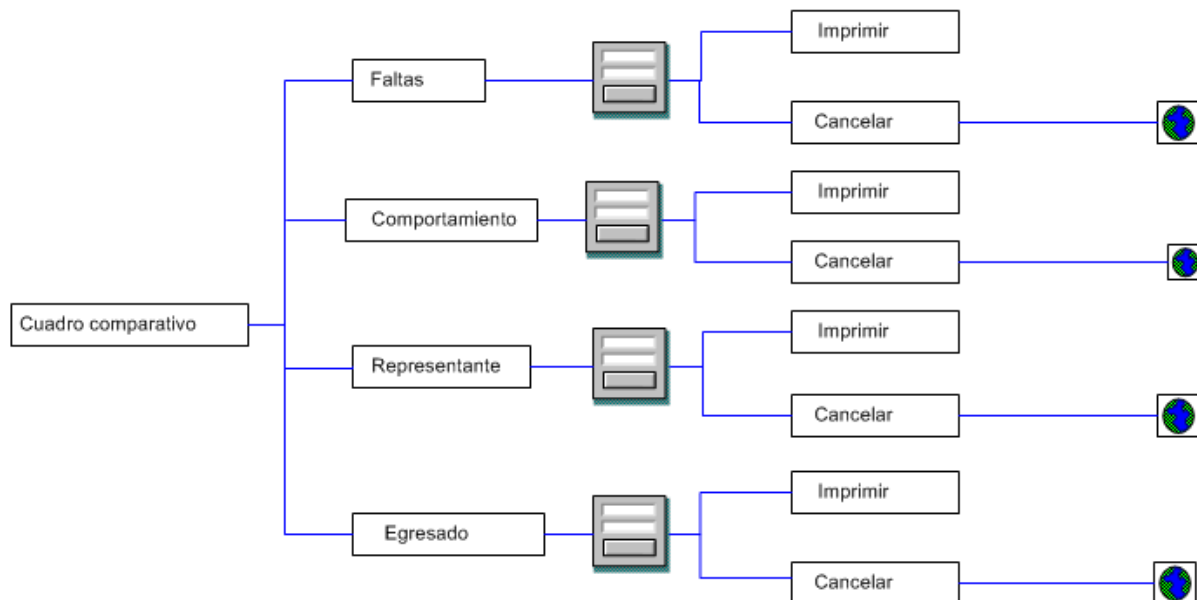 Imprimir
Faltas
Cancelar
Imprimir
Comportamiento
Cancelar
Cuadro comparativo
Imprimir
Representante
Cancelar
Imprimir
Egresado
Cancelar